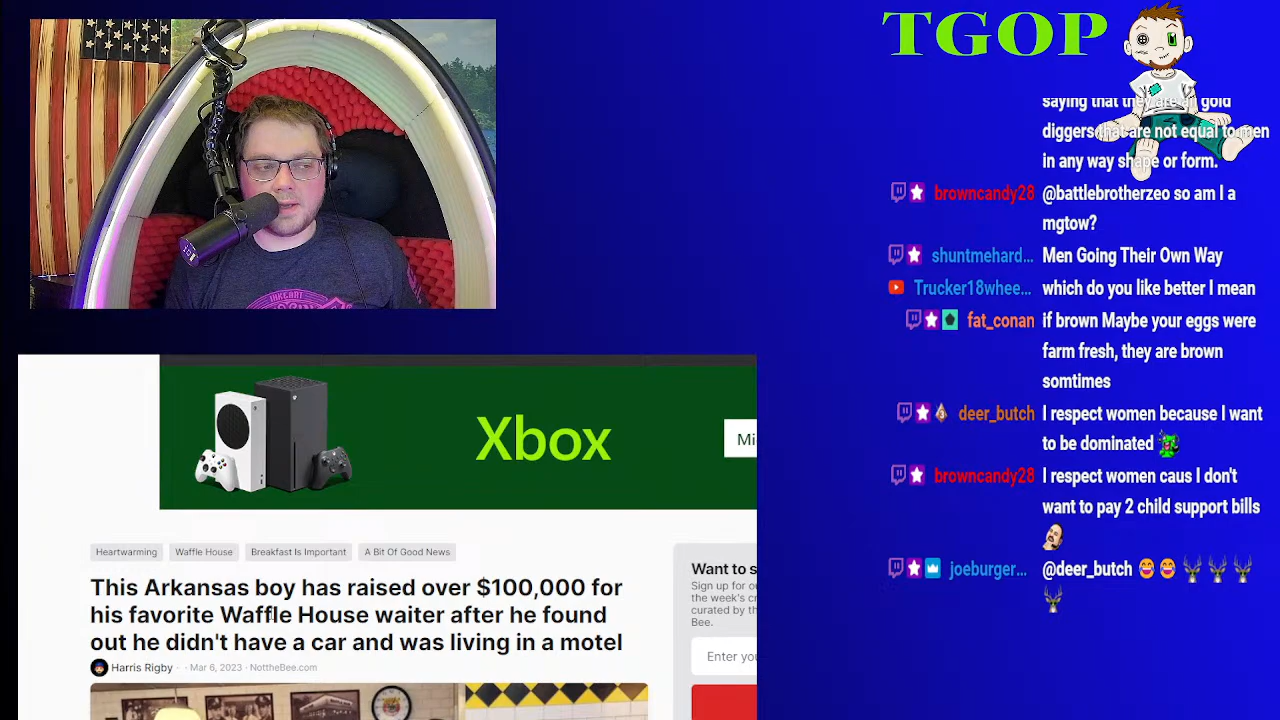 TGOP
saying that they are all gold
diggers that are not equal to men
in any way shape or form.
browncandy28 @battlebrotherzeo so am I a
mgtow?
shuntmehard... Men Going Their Own Way
Trucker18whee... which do you like better I mean
fat_conan if brown Maybe your eggs were
farm fresh, they are brown
somtimes
deer_butch I respect women because I want
to be dominated
browncandy28 I respect women caus I don't
want to pay 2 child support bills
joeburger... @deer_butch
Xbox
Mi
Heartwarming Waffle House Breakfast Is Important A Bit Of Good News
This Arkansas boy has raised over $100,000 for
his favorite Waffle House waiter after he found
out he didn't have a car and was living in a motel
Harris Rigby · · Mar 6, 2023 · NottheBee.com
Want to s
Sign up for o
the week's cr
curated by th
Bee.
Enter you